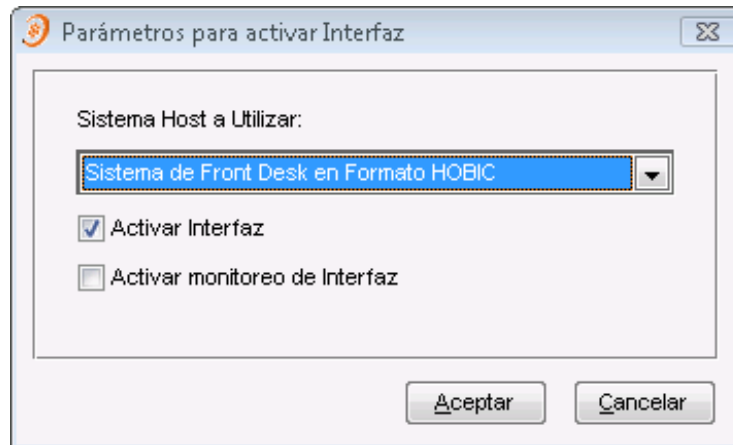 Parámetros para activar Interfaz
Sistema Host a Utilizar:
Sistema de Front Desk en Formato HOBIC
Activar Interfaz
Activar monitoreo de Interfaz
Aceptar Cancelar